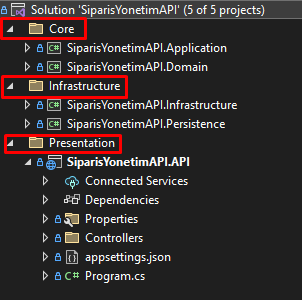 Solution 'SiparisYonetimAPI' (5 of 5 projects)
Core
C# SiparisYonetimAPI.Application
C# SiparisYonetimAPI.Domain
Infrastructure
C# SiparisYonetimAPI.Infrastructure
C# SiparisYonetimAPI.Persistence
Presentation
SiparisYonetimAPI.API
Connected Services
Dependencies
Properties
Controllers
appsettings.json
C# Program.cs